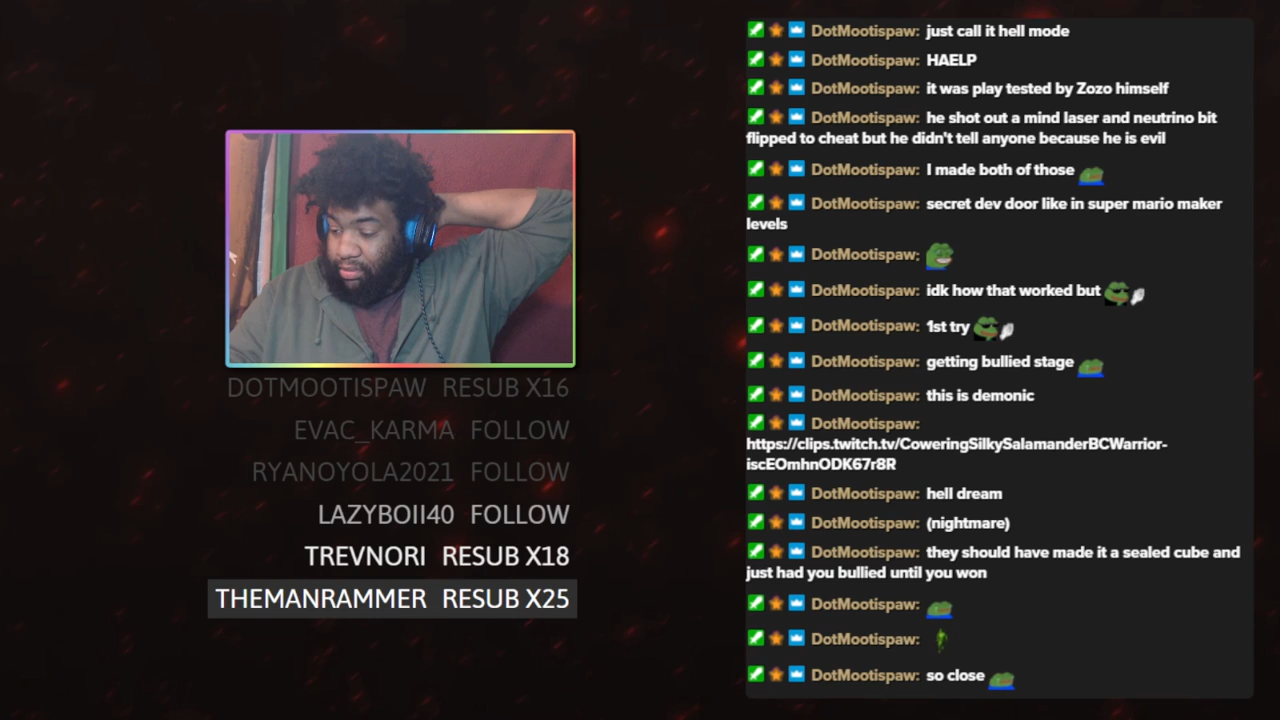 DOTMOOTISPAW RESUB X16
EVAC_KARMA FOLLOW
RYANOYOLA2021 FOLLOW
LAZYBOII40 FOLLOW
TREVNORI RESUB X18
THEMANRAMMER RESUB X25
DotMootispaw: just call it hell mode
DotMootispaw: HAELP
DotMootispaw: it was play tested by Zozo himself
DotMootispaw: he shot out a mind laser and neutrino bit
flipped to cheat but he didn't tell anyone because he is evil
DotMootispaw: I made both of those
DotMootispaw: secret dev door like in super mario maker
levels
DotMootispaw:
DotMootispaw: idk how that worked but
DotMootispaw: 1st try
DotMootispaw: getting bullied stage
DotMootispaw: this is demonic
DotMootispaw:
https://clips.twitch.tv/CoweringSilkySalamanderBCWarrior-
iscEOmhnODK67r8R
DotMootispaw: hell dream
DotMootispaw: (nightmare)
DotMootispaw: they should have made it a sealed cube and
just had you bullied until you won
DotMootispaw:
DotMootispaw:
DotMootispaw: so close